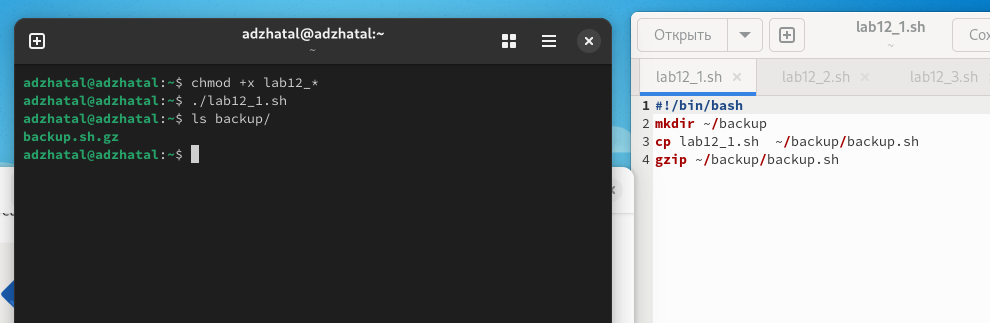 adzhatal@adzhatal:~
~
adzhatal@adzhatal:~$ chmod +x lab12_*
adzhatal@adzhatal:~$ ./lab12_1.sh
adzhatal@adzhatal:~$ ls backup/
backup.sh.gz
adzhatal@adzhatal:~$
Открыть
lab12_1.sh
~
Сох
lab12_1.sh
lab12_2.sh
lab12_3.sh
1 #!/bin/bash
2 mkdir ~/backup
3 cp lab12_1.sh  ~/backup/backup.sh
4 gzip ~/backup/backup.sh